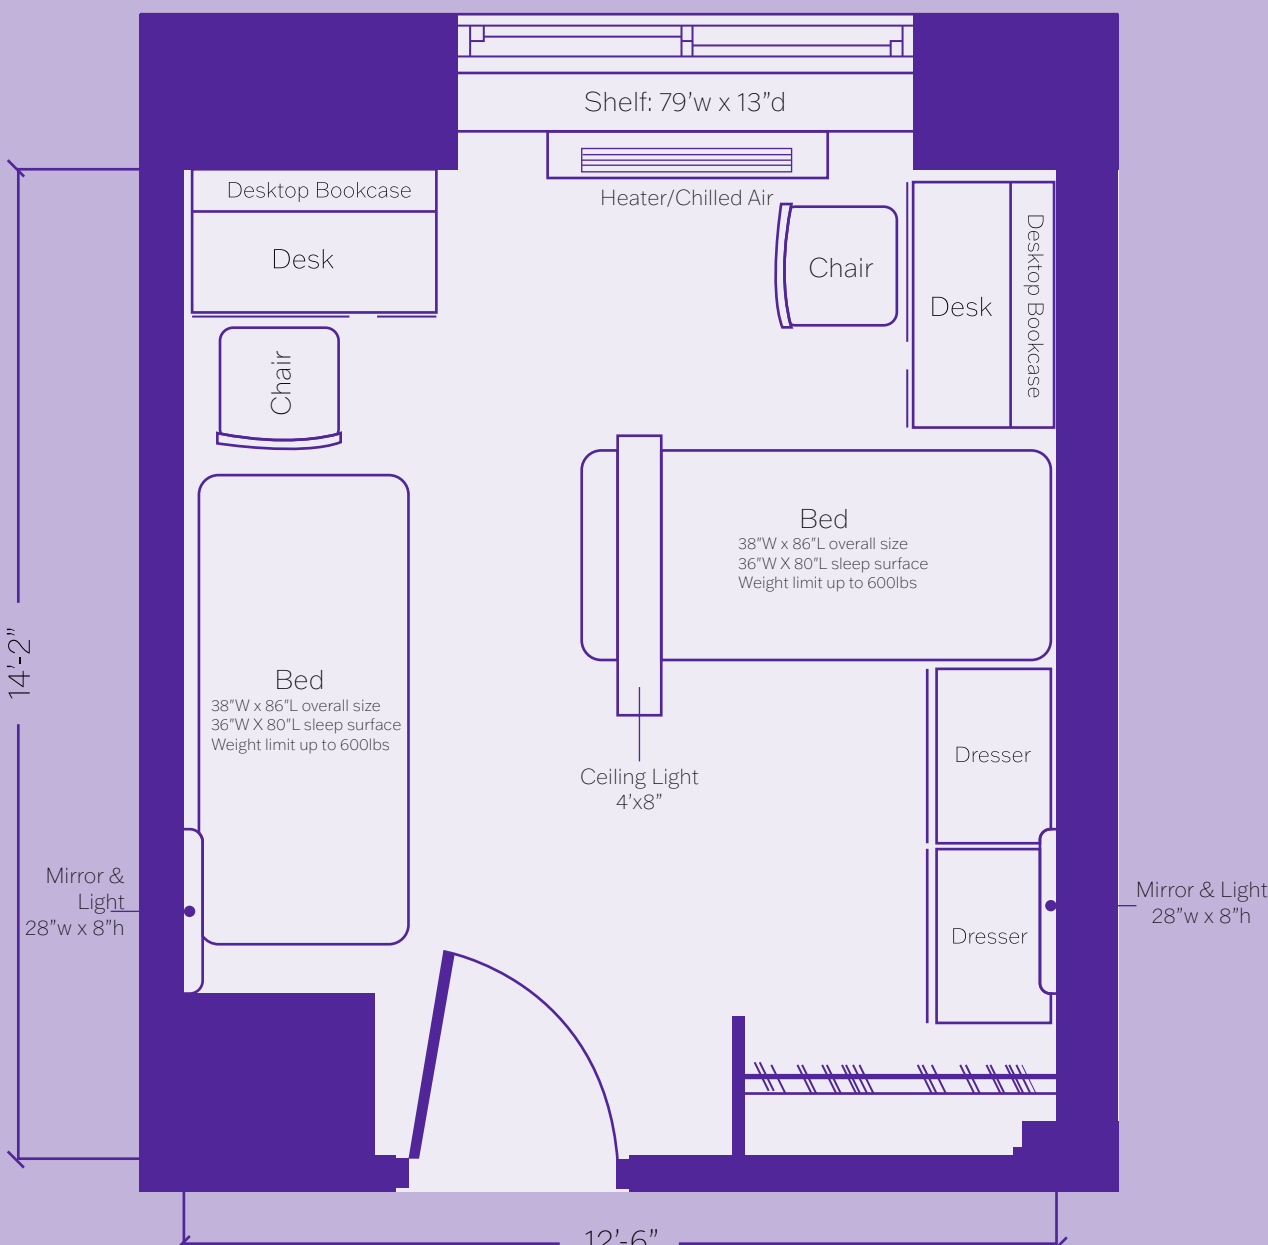 Shelf: 79’w x 13”d
Desktop Bookcase
Heater/Chilled Air
Desk
Chair
Desk
Desktop Bookcase
Chair
Bed
38”W x 86”L overall size
36”W X 80”L sleep surface
Weight limit up to 600lbs
14’-2”
Bed
38”W x 86”L overall size
36”W X 80”L sleep surface
Weight limit up to 600lbs
Dresser
Ceiling Light
4’x8”
Mirror &
Light
28”w x 8”h
Mirror & Light
28”w x 8”h
Dresser
12’-6”